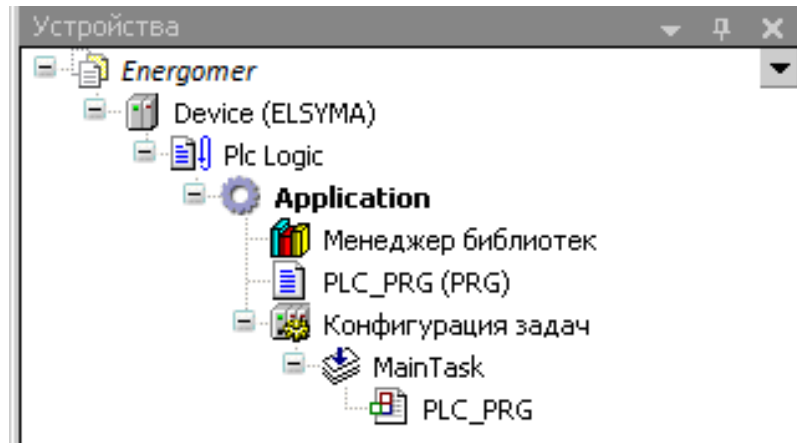 Устройства
Energomer
Device (ELSYMA)
Plc Logic
Application
Менеджер библиотек
PLC_PRG (PRG)
Конфигурация задач
MainTask
PLC_PRG